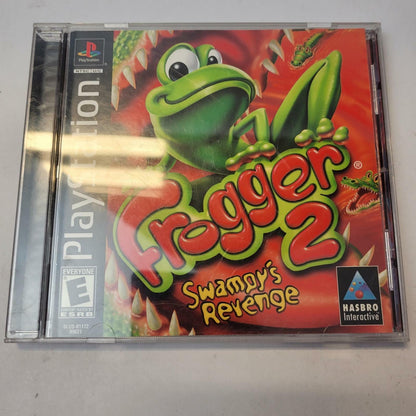 PlayStation
NTSC U/C
PlayStation
Frogger
®
2
Swampy's
Revenge
EVERYONE
E
ESRB
HASBRO
Interactive